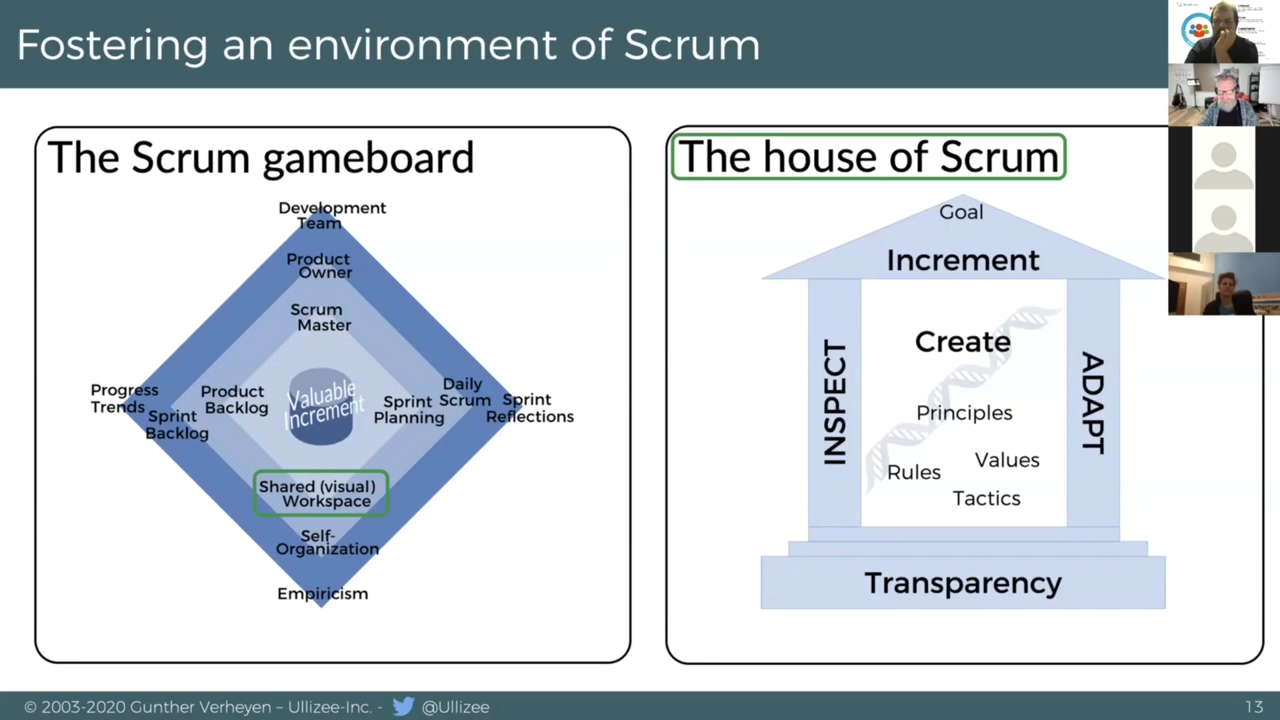 Fostering an environment of Scrum
The Scrum gameboard
Development
Team
Product
Owner
Scrum
Master
Progress
Trends
Sprint
Backlog
Product
Backlog
Valuable
Increment
Sprint
Planning
Daily
Scrum
Sprint
Reflections
Shared (visual)
Workspace
Self-
Organization
Empiricism
The house of Scrum
Goal
Increment
INSPECT
Create
Principles
Rules
Values
Tactics
ADAPT
Transparency
© 2003-2020 Gunther Verheyen – Ullizee-Inc. -
@Ullizee
13